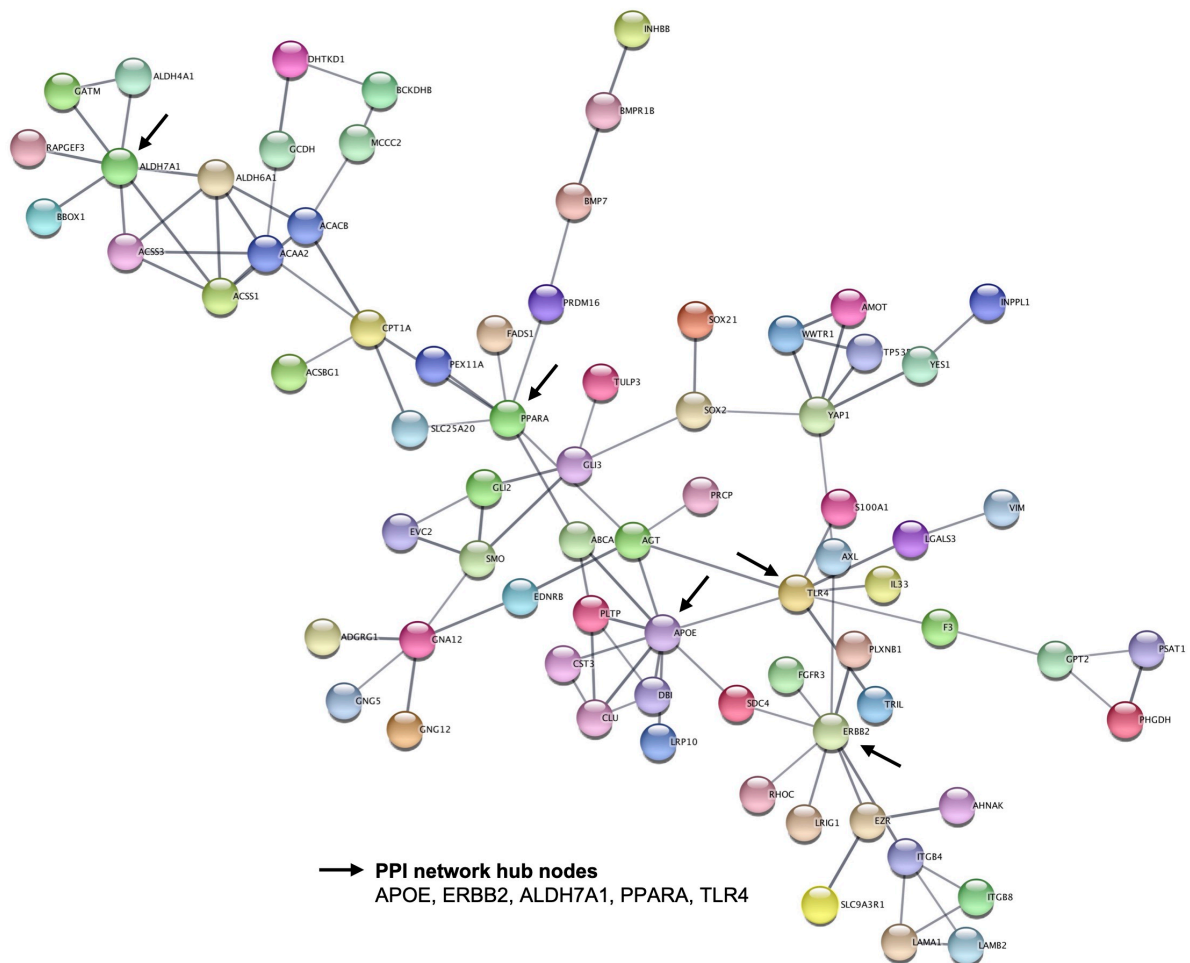 INHBB
DHTKD1
ALDH4A1
BCKDHB
GATM
BMPR1B
MCCC2
RAPGEF3
GCDH
ALDH7A1
ALDH6A1
BMP7
BBOX1
ACACB
ACSS3
ACAA2
ACSS1
PRDM16
INPPL1
AMOT
SOX21
CPT1A
FADS1
WWTR1
TP53
PEX11A
YES1
ACSBG1
TULP3
SOX2
YAP1
PPARA
SLC25A20
GLI3
GLI2
PRCP
S100A1
VIM
EVC2
ABCA
AGT
LGALS3
SMO
AXL
IL33
EDNRB
TLR4
PLTP
F3
ADGRG1
GNA12
APOE
PLXNB1
PSAT1
CST3
GPT2
FGFR3
DBI
GNG5
SDC4
TRIL
CLU
PHGDH
GNG12
LRP10
ERBB2
RHOC
AHNAK
LRIG1
EZR
ITGB4
PPI network hub nodes
APOE, ERBB2, ALDH7A1, PPARA, TLR4
ITGB8
SLC9A3R1
LAMA1
LAMB2